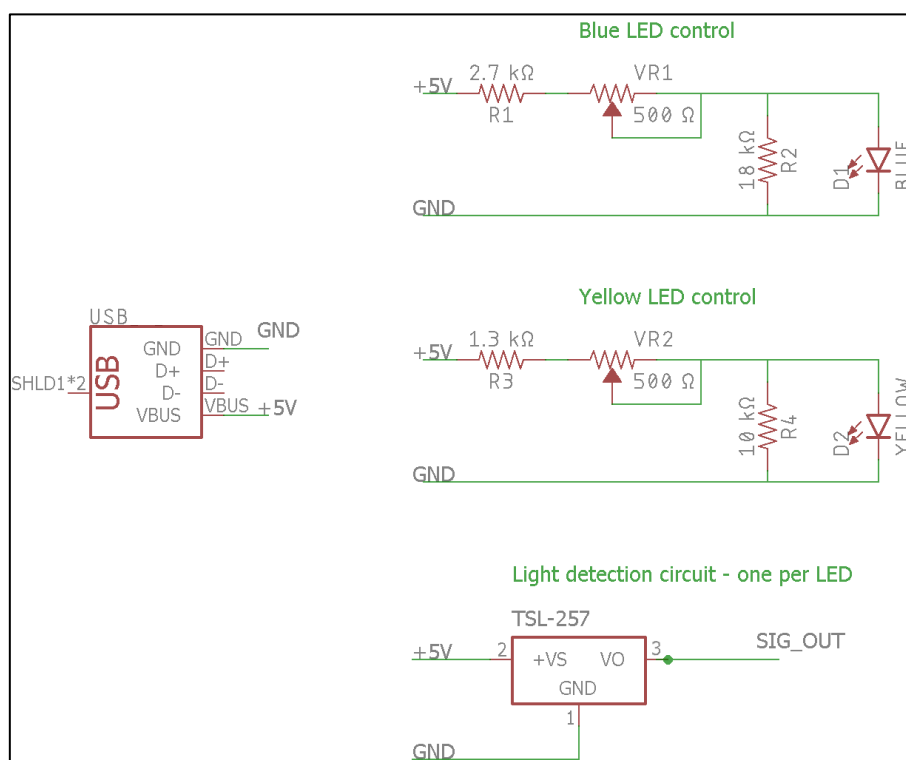 Blue LED control
+5V
2.7 kΩ
R1
VR1
500 Ω
18 kΩ
R2
D1
BLUE
GND
Yellow LED control
+5V
1.3 kΩ
R3
VR2
500 Ω
10 kΩ
R4
D2
YELLOW
GND
USB
SHLD1*2
USB
GND
D+
D-
VBUS
GND
D+
D-
VBUS
GND
+5V
Light detection circuit - one per LED
TSL-257
+5V
2
+VS
VO
3
SIG_OUT
GND
1
GND